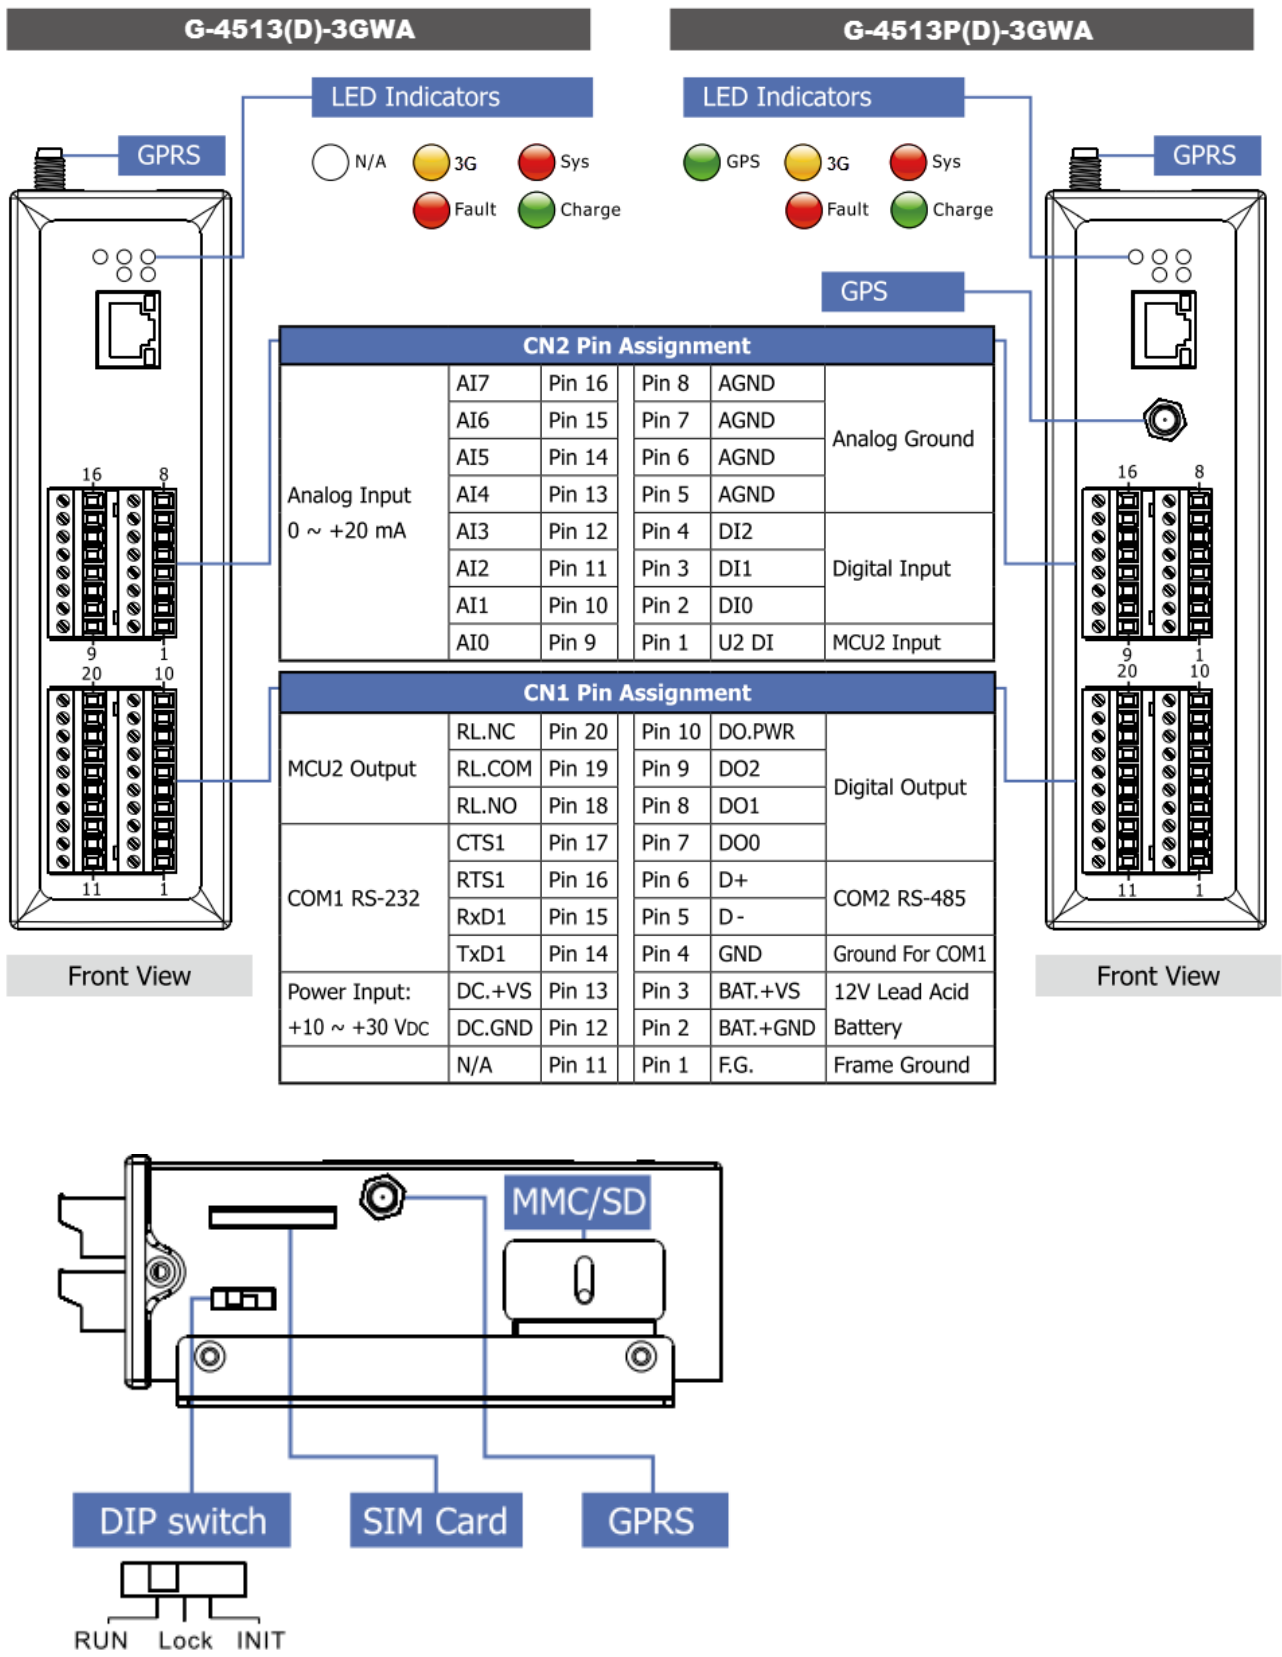 G-4513(D)-3GWA
G-4513P(D)-3GWA
LED Indicators
LED Indicators
GPRS
GPRS
N/A 3G Sys
Fault Charge
GPS 3G Sys
Fault Charge
GPS
16 8
9 1
20 10
11 1
Front View
16 8
9 1
20 10
11 1
Front View
CN2 Pin Assignment
Analog Input
0 ~ +20 mA
AI7 Pin 16 Pin 8 AGND
AI6 Pin 15 Pin 7 AGND
AI5 Pin 14 Pin 6 AGND
AI4 Pin 13 Pin 5 AGND
Analog Ground
AI3 Pin 12 Pin 4 DI2
AI2 Pin 11 Pin 3 DI1
AI1 Pin 10 Pin 2 DI0
Digital Input
AI0 Pin 9 Pin 1 U2 DI MCU2 Input
CN1 Pin Assignment
MCU2 Output
RL.NC Pin 20 Pin 10 DO.PWR
RL.COM Pin 19 Pin 9 DO2
RL.NO Pin 18 Pin 8 DO1
Digital Output
COM1 RS-232
CTS1 Pin 17 Pin 7 DO0
RTS1 Pin 16 Pin 6 D+
RxD1 Pin 15 Pin 5 D-
COM2 RS-485
TxD1 Pin 14 Pin 4 GND Ground For COM1
Power Input: DC.+VS Pin 13 Pin 3 BAT.+VS 12V Lead Acid
+10 ~ +30 VDC DC.GND Pin 12 Pin 2 BAT.+GND Battery
N/A Pin 11 Pin 1 F.G. Frame Ground
MMC/SD
DIP switch
SIM Card
GPRS
RUN Lock INIT